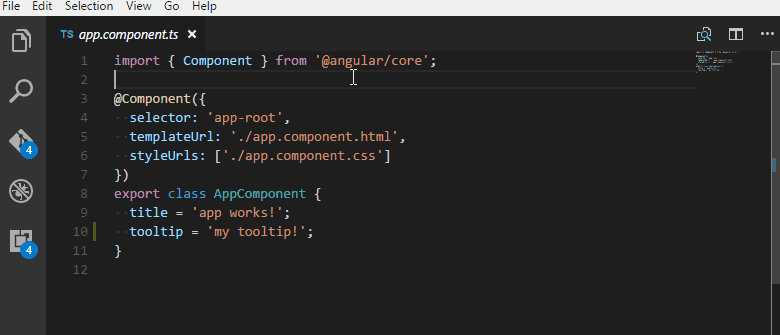 File Edit Selection View Go Help
TS app.component.ts ×
1 import { Component } from '@angular/core';
2
3 @Component({
4 selector: 'app-root',
5 templateUrl: './app.component.html',
6 styleUrls: ['./app.component.css']
7 })
8 export class AppComponent {
9 title = 'app works!';
10 tooltip = 'my tooltip!';
11 }
12
4
4